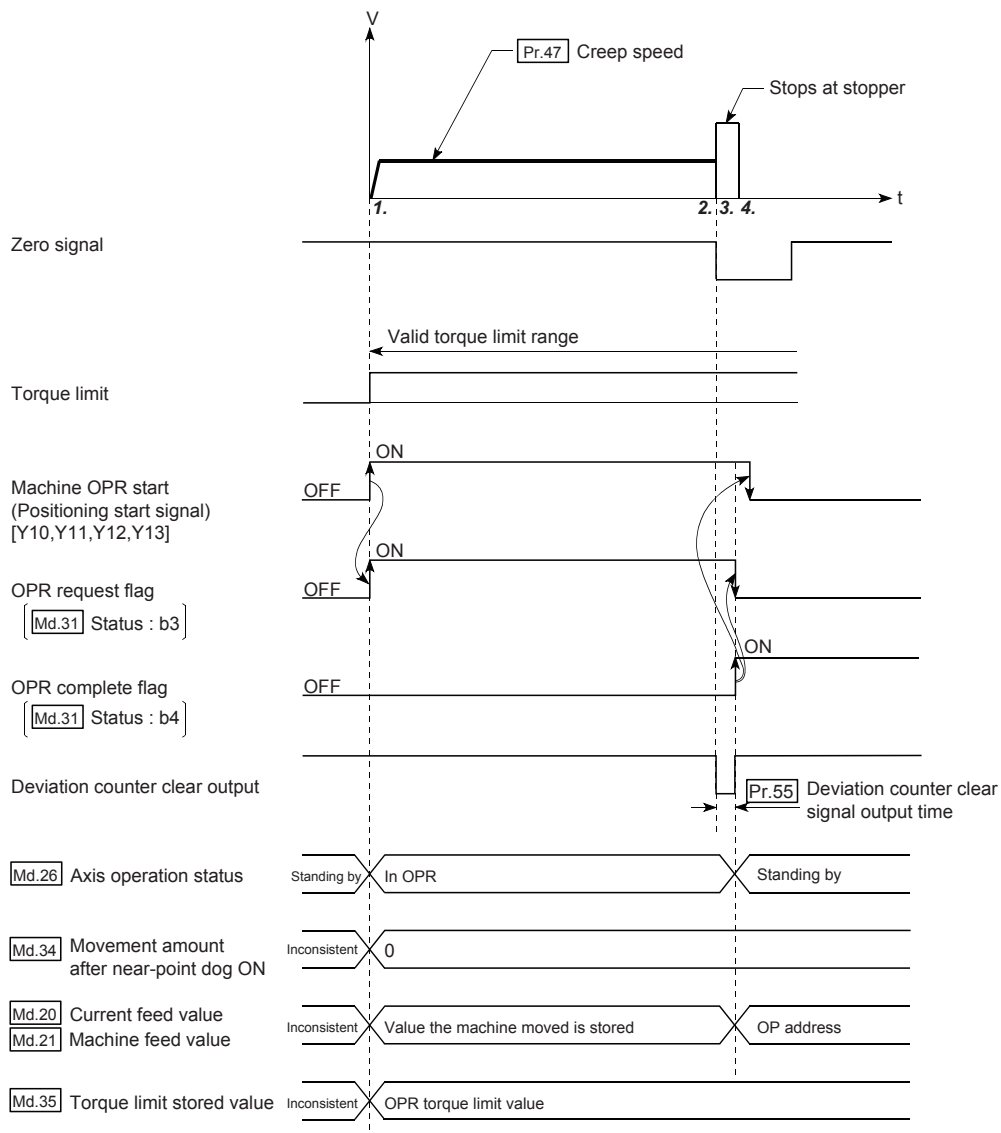 V
Pr.47 Creep speed
Stops at stopper
t
1.
2. 3. 4.
Zero signal
Valid torque limit range
Torque limit
ON
OFF
Machine OPR start
(Positioning start signal)
[Y10,Y11,Y12,Y13]
ON
OFF
OPR request flag
Md.31 Status : b3
ON
OFF
OPR complete flag
Md.31 Status : b4
Deviation counter clear output
Pr.55 Deviation counter clear
signal output time
Md.26 Axis operation status
Standing by
In OPR
Standing by
Md.34 Movement amount
after near-point dog ON
Inconsistent
0
Md.20 Current feed value
Md.21 Machine feed value
Inconsistent
Value the machine moved is stored
OP address
Md.35 Torque limit stored value
Inconsistent
OPR torque limit value